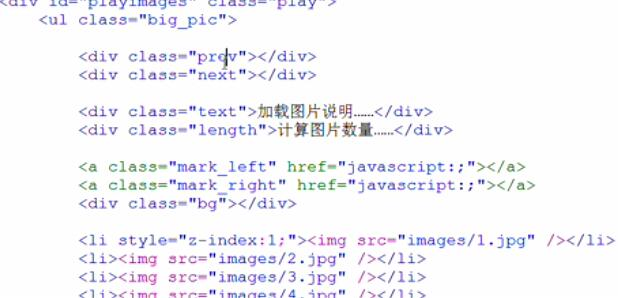 <div id="playimages" class="play">
<ul class="big_pic">
<div class="prev"></div>
<div class="next"></div>
<div class="text">加载图片说明……</div>
<div class="length">计算图片数量……</div>
<a class="mark_left" href="javascript:;"></a>
<a class="mark_right" href="javascript:;"></a>
<div class="bg"></div>
<li style="z-index:1;"><img src="images/1.jpg" /></li>
<li><img src="images/2.jpg" /></li>
<li><img src="images/3.jpg" /></li>
<li><img src="images/4.jpg" /></li>